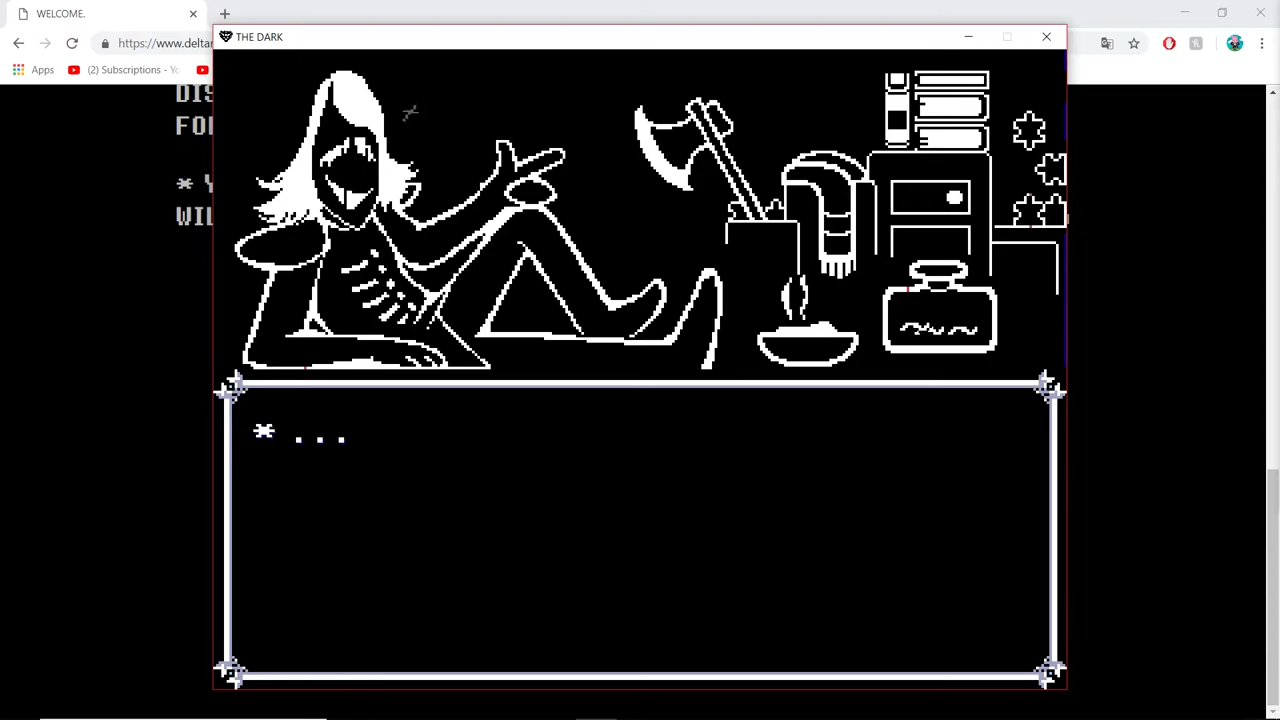 WELCOME.
https://www.deltar
Apps
(2) Subscriptions - Yo
THE DARK
DIS
FOR
* Y
WIL
* ...